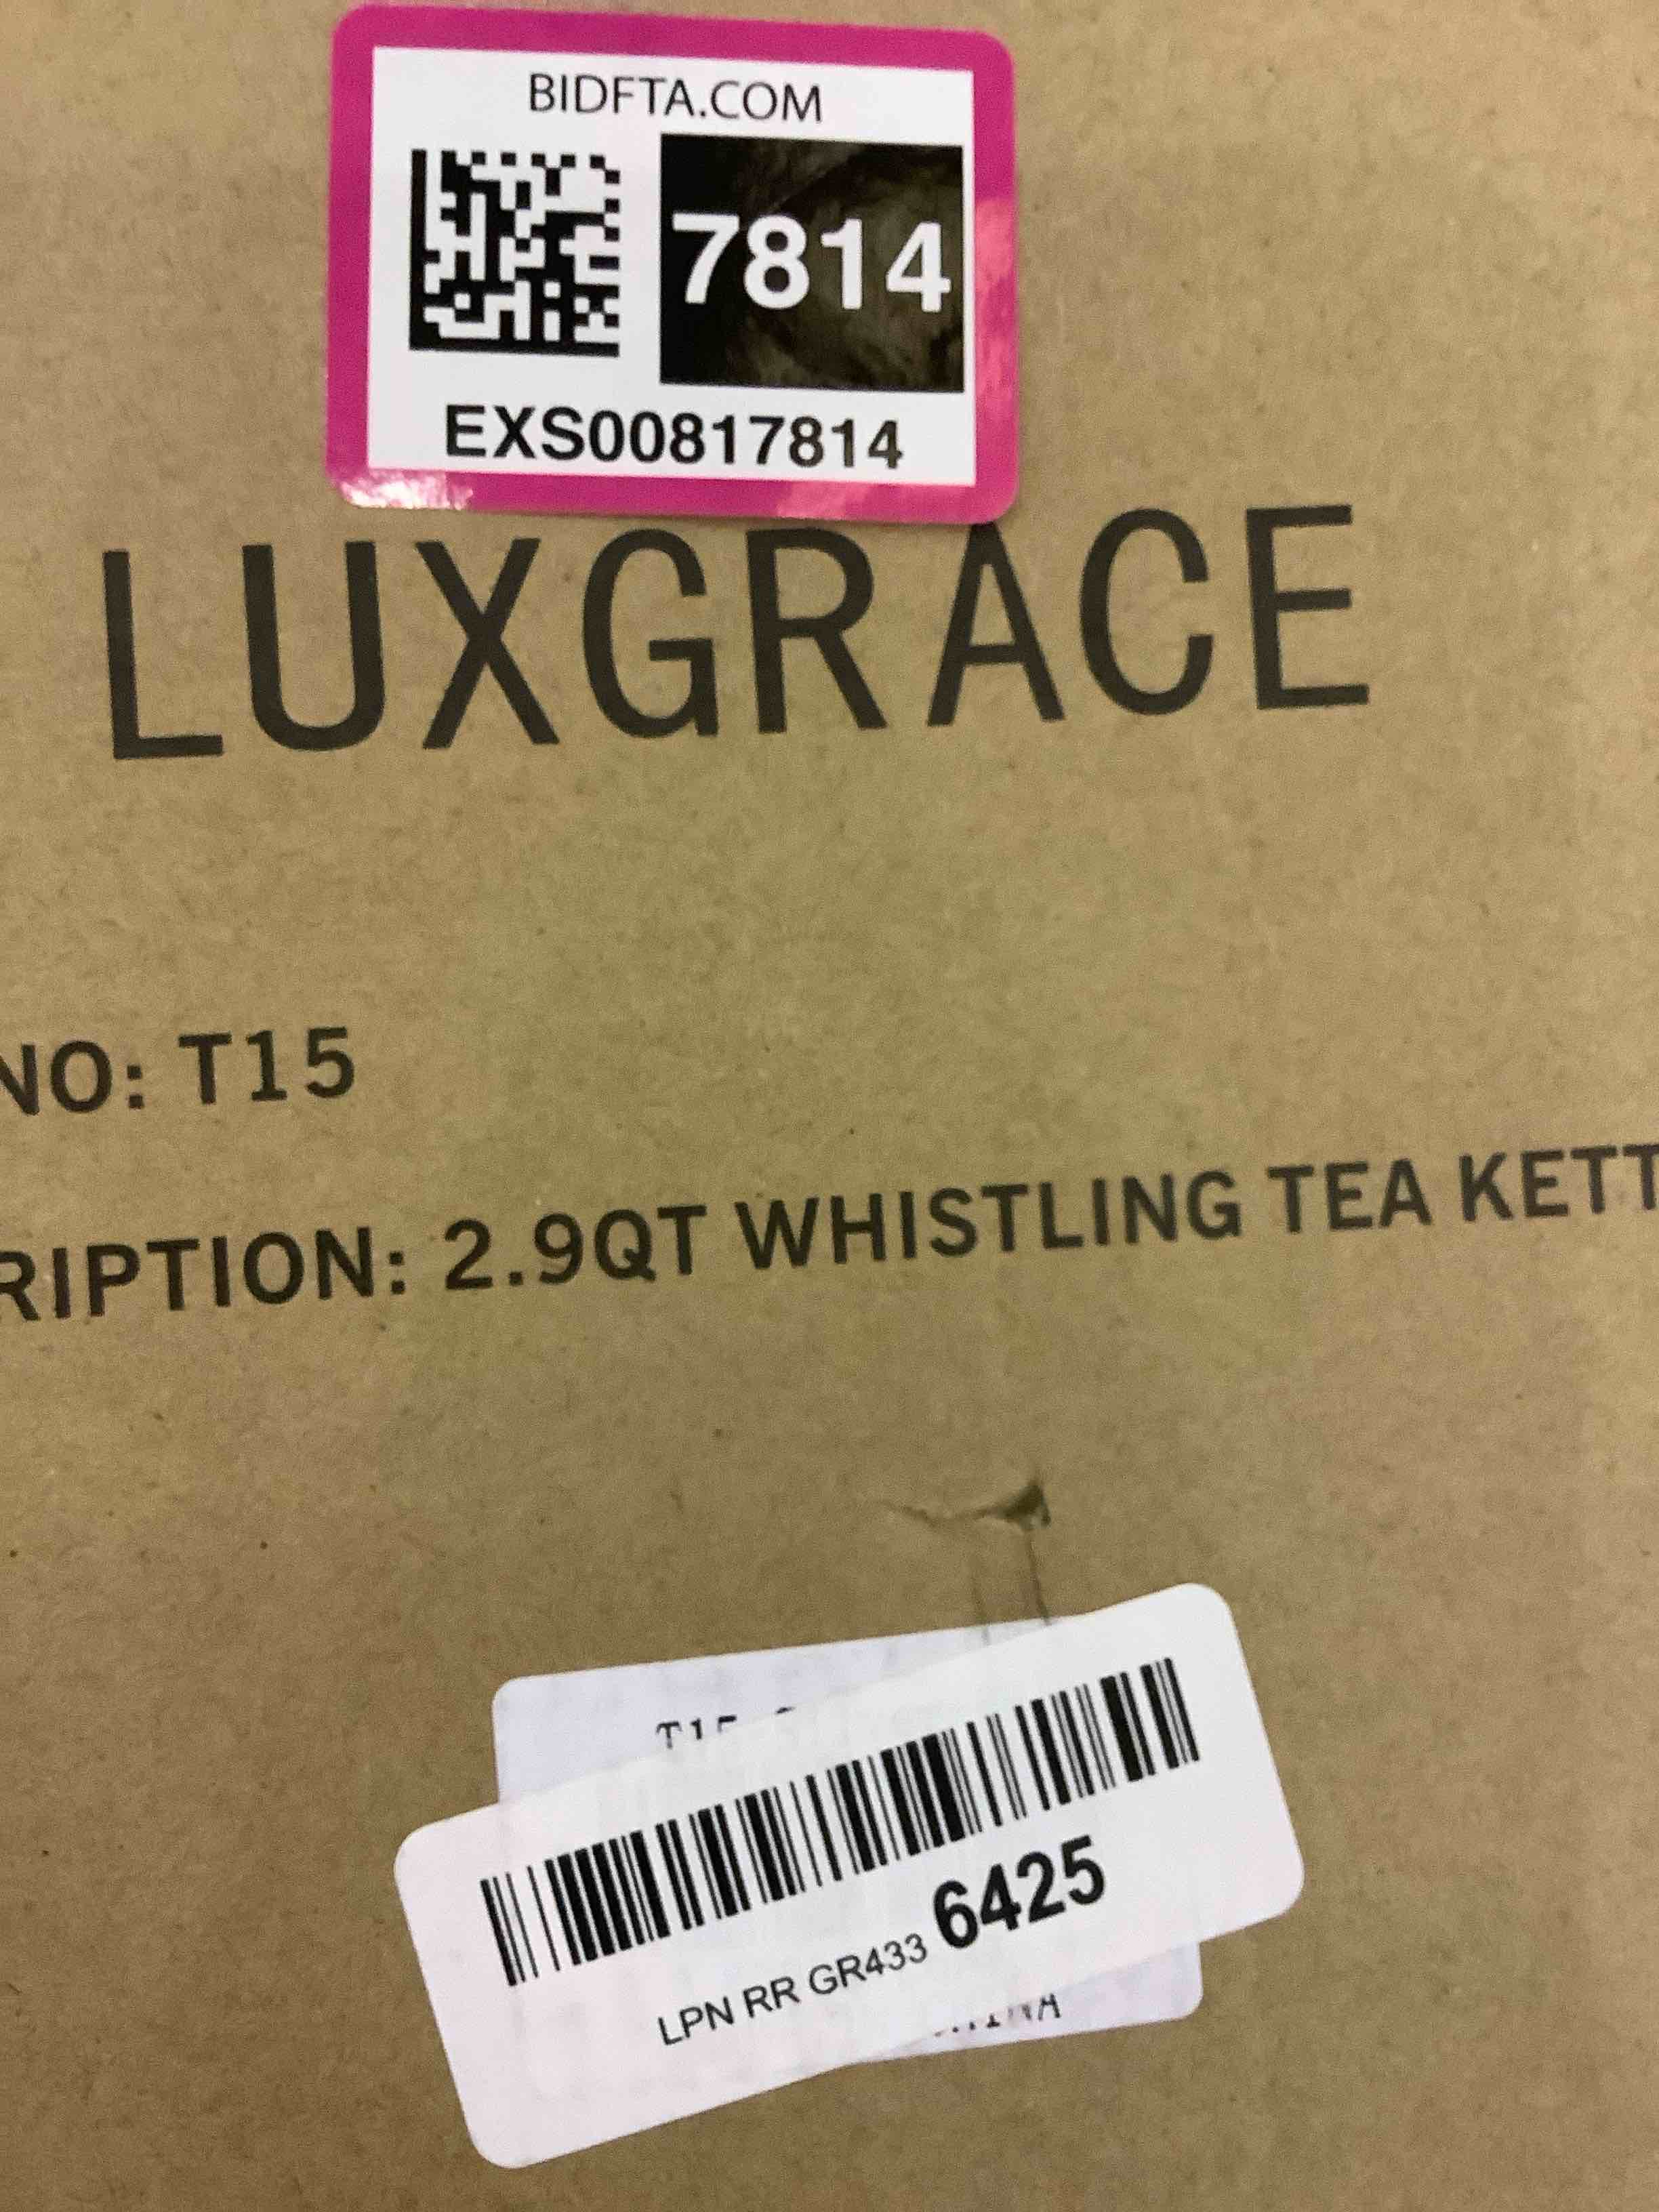 BIDFTA.COM
7814
EXS00817814
LUXGRACE
NO: T15
RIPTION: 2.9QT WHISTLING TEA KETT
LPN RR GR433 6425